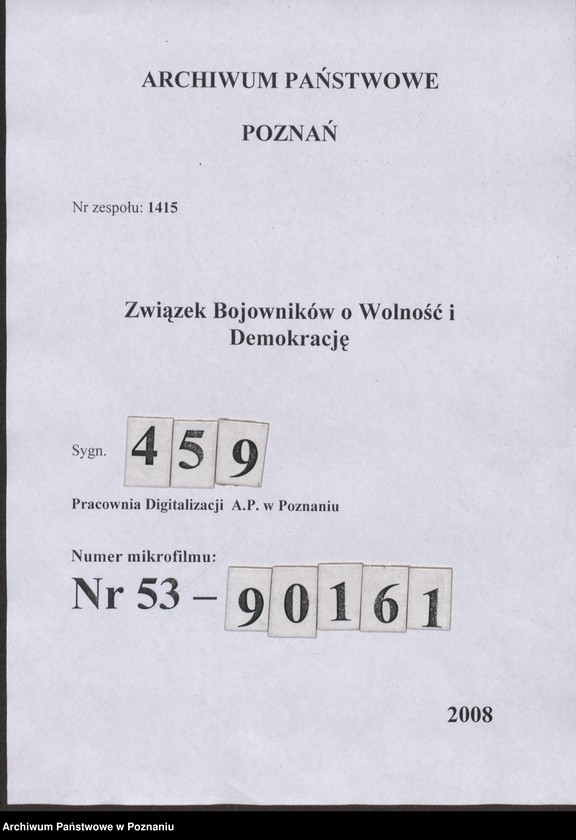 ARCHIWUM PAŃSTWOWE
POZNAŃ
Nr zespołu: 1415
Związek Bojowników o Wolność i
Demokrację
Sygn. 459
Pracownia Digitalizacji A.P. w Poznaniu
Numer mikrofilmu:
Nr 53 – 90161
2008
Archiwum Państwowe w Poznaniu